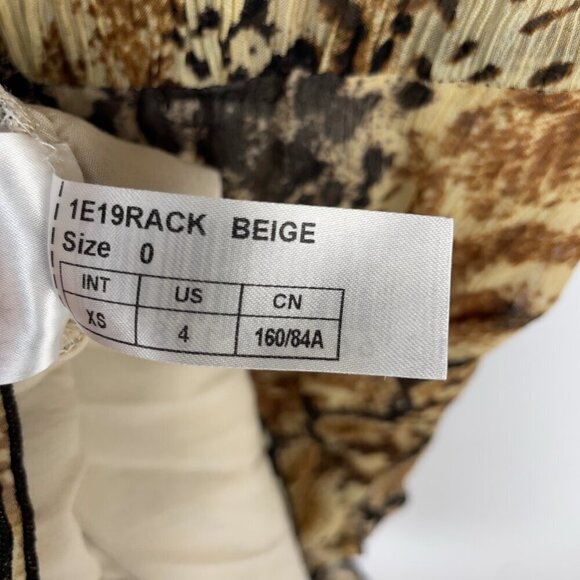 1E19RACK BEIGE
Size 0
INT US CN
XS 4 160/84A